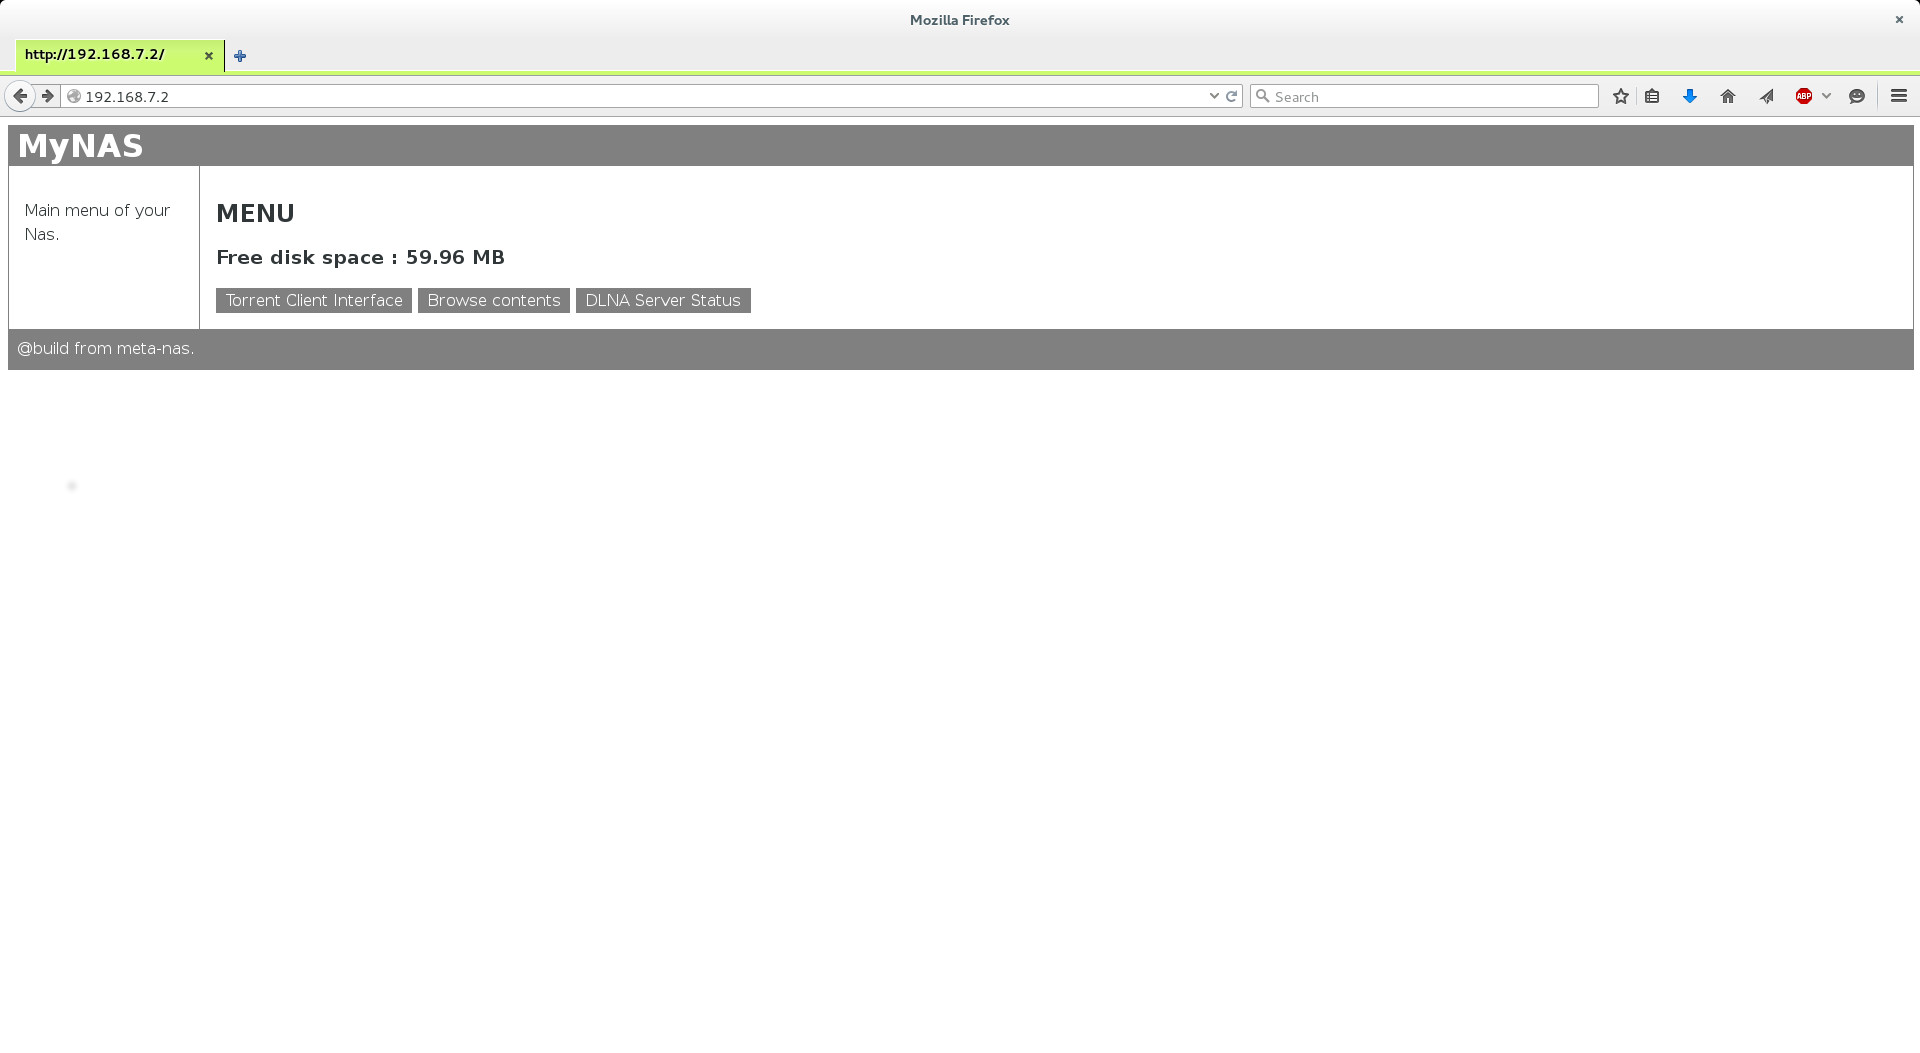 Mozilla Firefox
http://192.168.7.2/
192.168.7.2
Search
ABP
MyNAS
Main menu of your
Nas.
MENU
Free disk space : 59.96 MB
Torrent Client Interface Browse contents DLNA Server Status
@build from meta-nas.